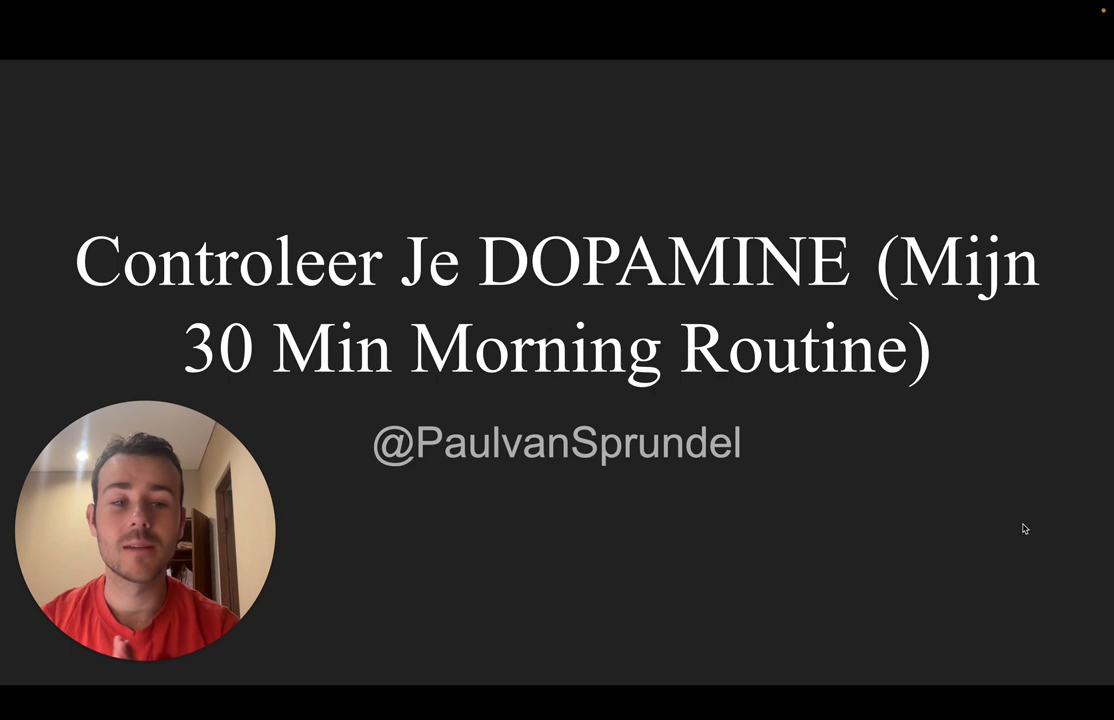 Controleer Je DOPAMINE (Mijn
30 Min Morning Routine)
@PaulvanSprundel